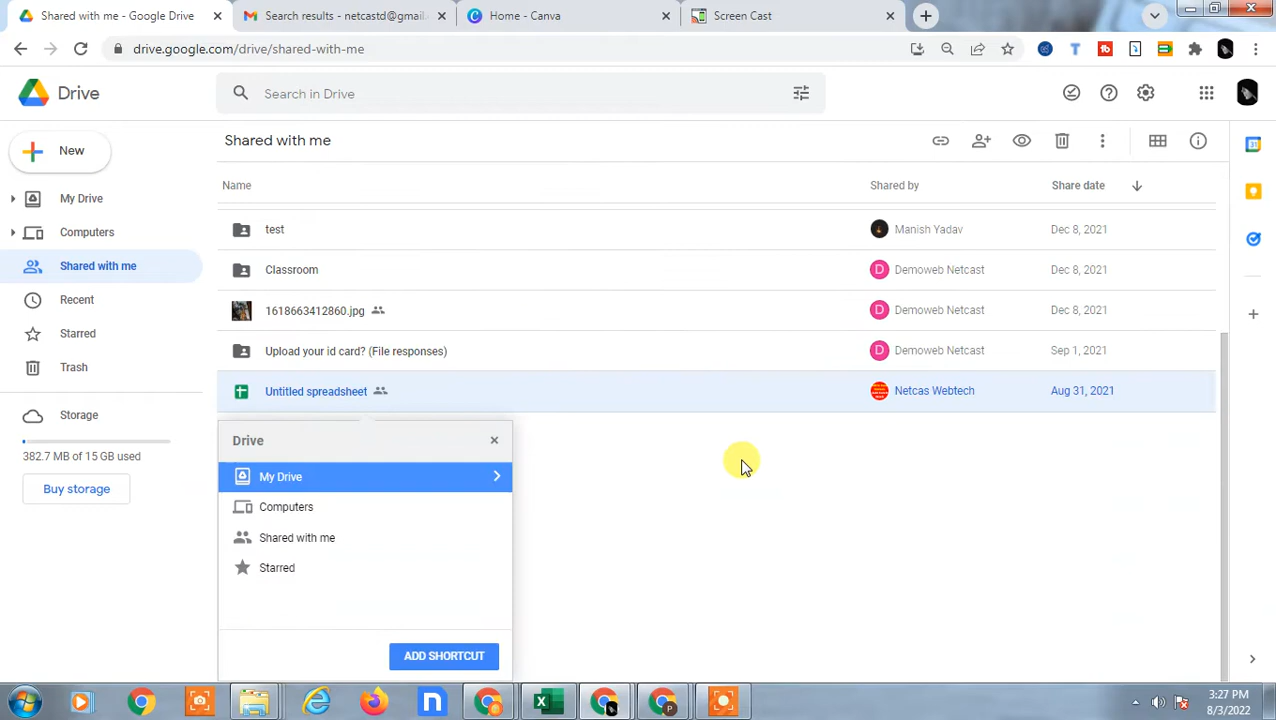 Shared with me - Google Drive
Search results - netcastd@gmail
Home - Canva
Screen Cast
drive.google.com/drive/shared-with-me
Drive
Search in Drive
New
My Drive
Computers
Shared with me
Recent
Starred
Trash
Storage
382.7 MB of 15 GB used
Buy storage
Shared with me
Name
Shared by
Share date
test
Manish Yadav
Dec 8, 2021
Classroom
D
Demoweb Netcast
Dec 8, 2021
1618663412860.jpg
D
Demoweb Netcast
Dec 8, 2021
Upload your id card? (File responses)
D
Demoweb Netcast
Sep 1, 2021
Untitled spreadsheet
Netcas Webtech
Aug 31, 2021
Drive
My Drive
Computers
Shared with me
Starred
ADD SHORTCUT
31
3:27 PM
8/3/2022